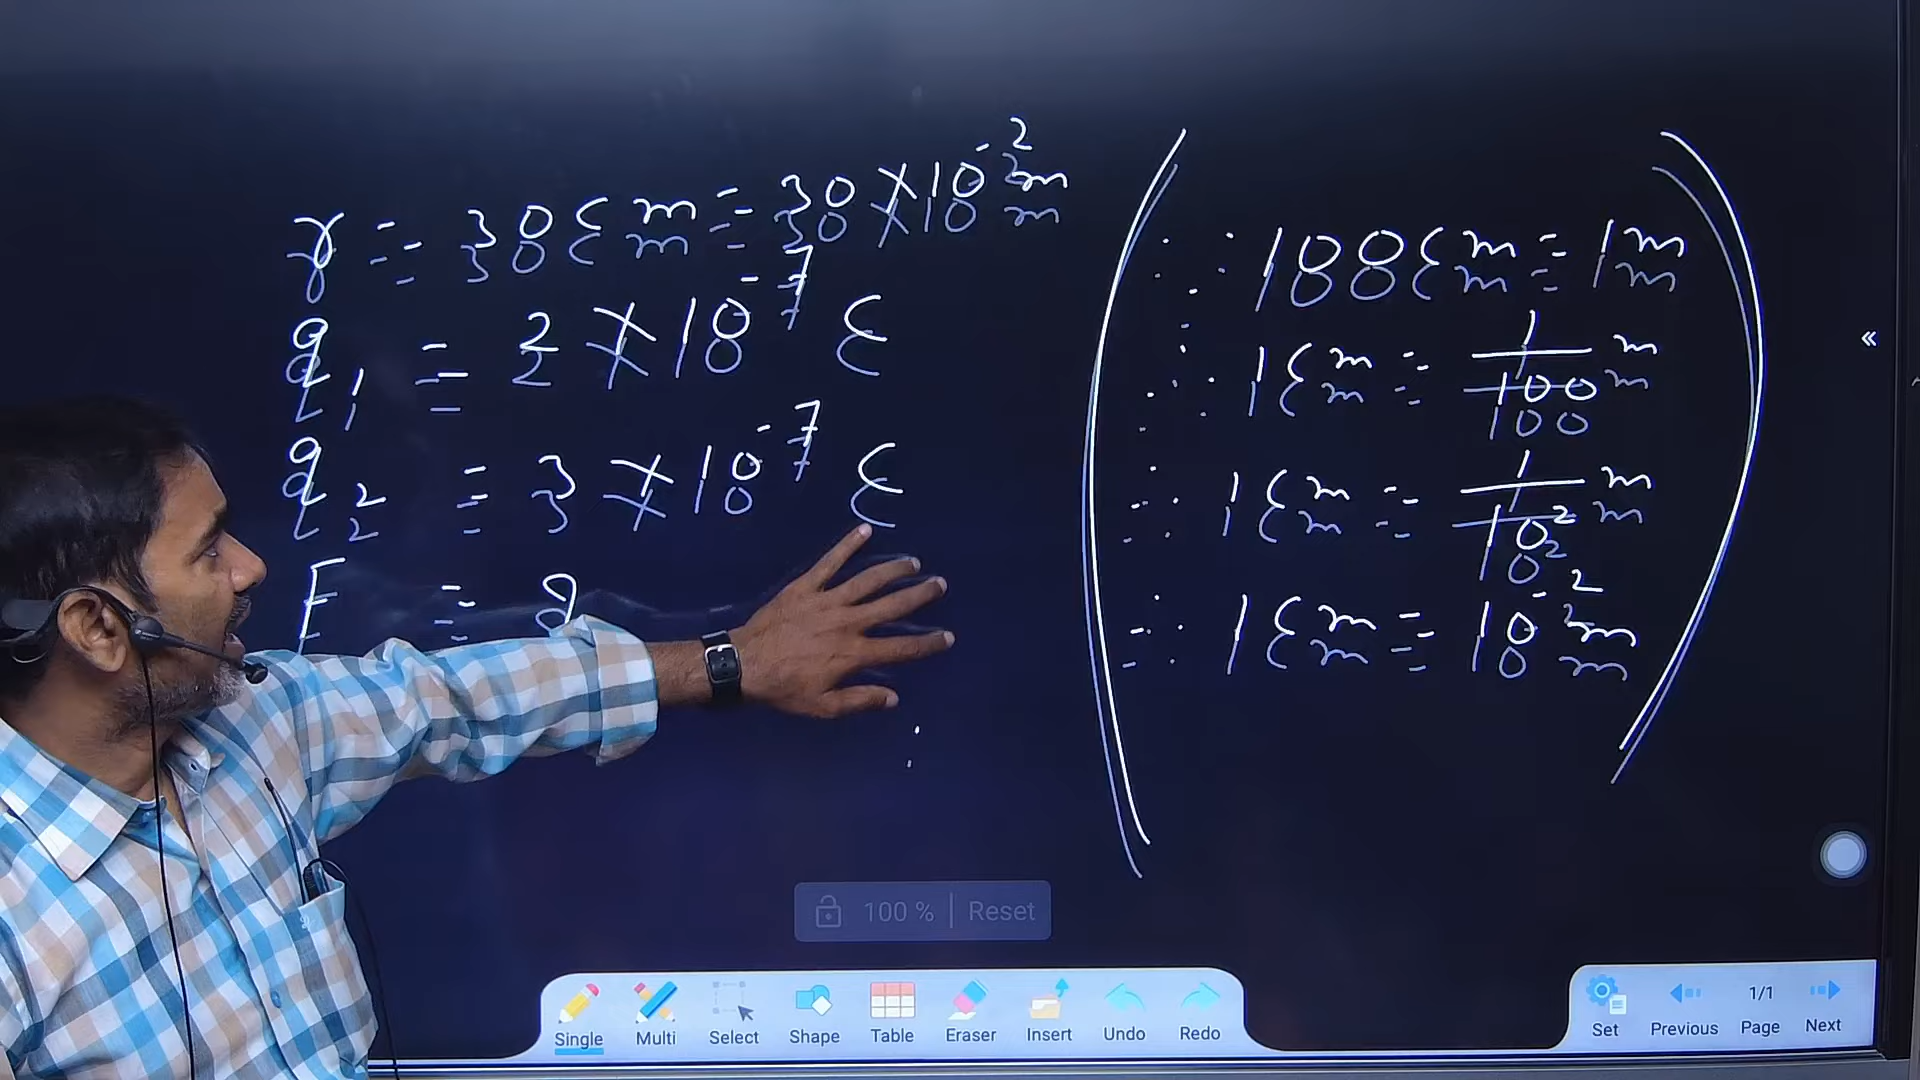 r = 30 cm = 30 × 10⁻² m
q₁ = 2 × 10⁻⁷ C
q₂ = 3 × 10⁻⁷ C
F = ?
∵ 100 cm = 1 m
∴ 1 cm = 1/100 m
∴ 1 cm = 1/10² m
∴ 1 cm = 10⁻² m
«
100 % | Reset
Single Multi Select Shape Table Eraser Insert Undo Redo
Set Previous 1/1 Page Next